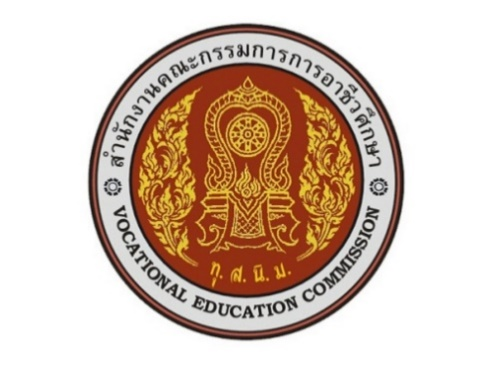 สำนักงานคณะกรรมการการอาชีวศึกษา
ทุ. ส. นิ. ม.
VOCATIONAL EDUCATION COMMISSION